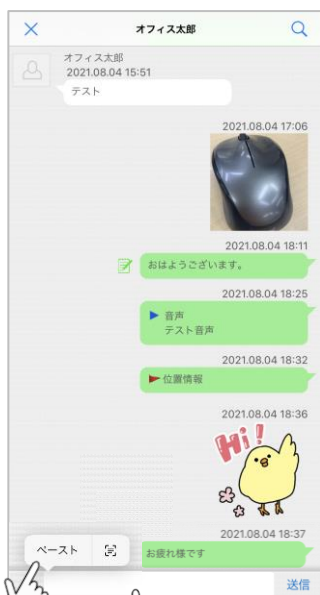 オフィス太郎
オフィス太郎
2021.08.04 15:51
テスト
2021.08.04 17:06
2021.08.04 18:11
おはようございます。
2021.08.04 18:25
音声
テスト音声
2021.08.04 18:32
位置情報
2021.08.04 18:36
Hi!
2021.08.04 18:37
ペースト
お疲れ様です
送信